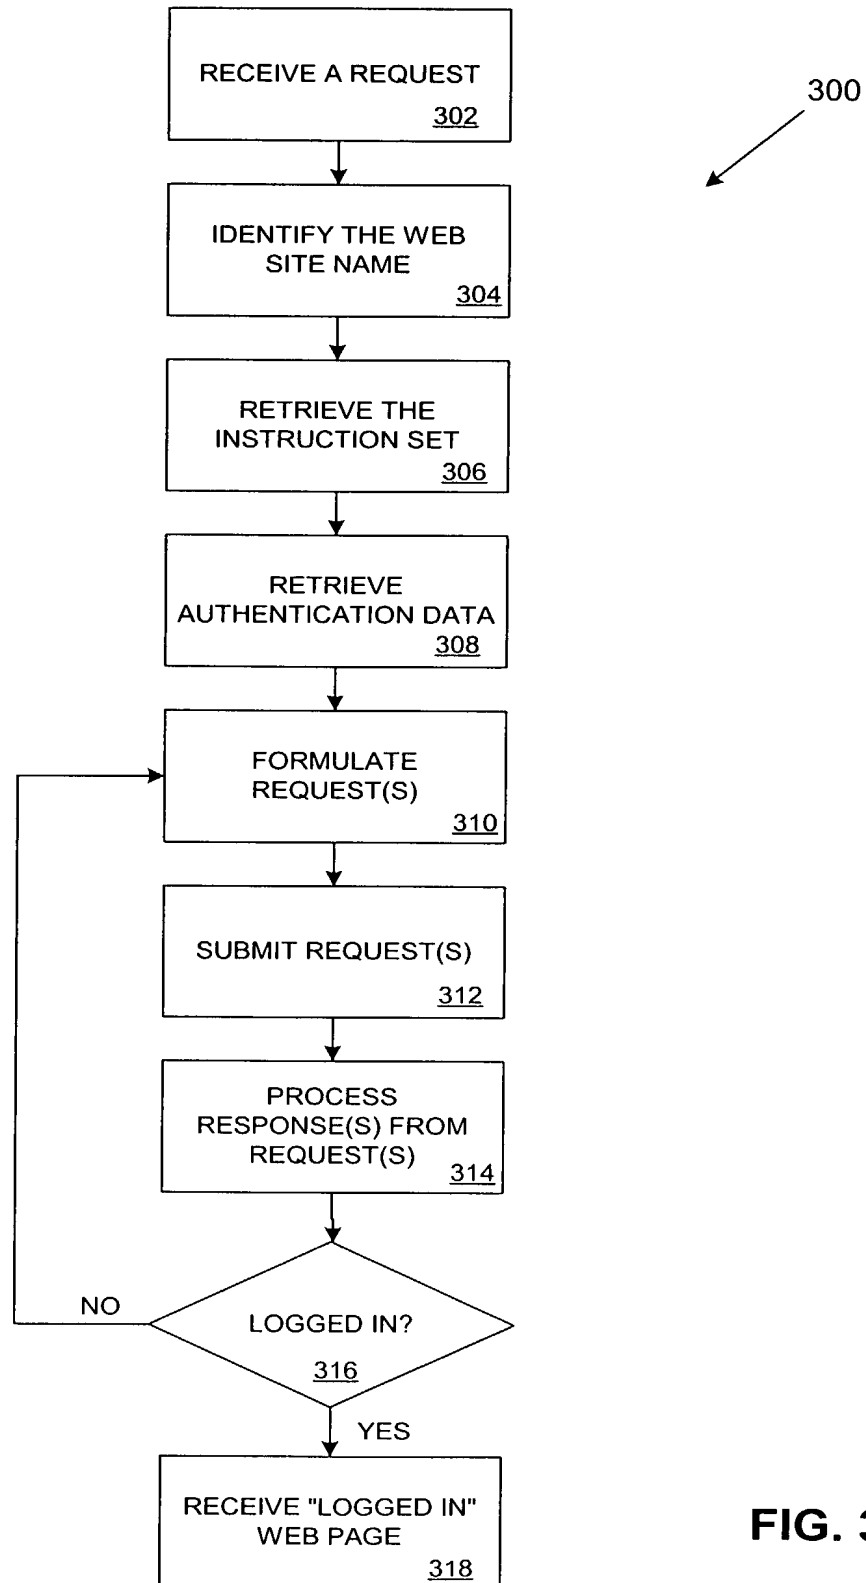 RECEIVE A REQUEST
302
300
IDENTIFY THE WEB
SITE NAME
304
RETRIEVE THE
INSTRUCTION SET
306
RETRIEVE
AUTHENTICATION DATA
308
FORMULATE
REQUEST(S)
310
SUBMIT REQUEST(S)
312
PROCESS
RESPONSE(S) FROM
REQUEST(S)
314
NO
LOGGED IN?
316
YES
RECEIVE "LOGGED IN"
WEB PAGE
318
FIG. 3